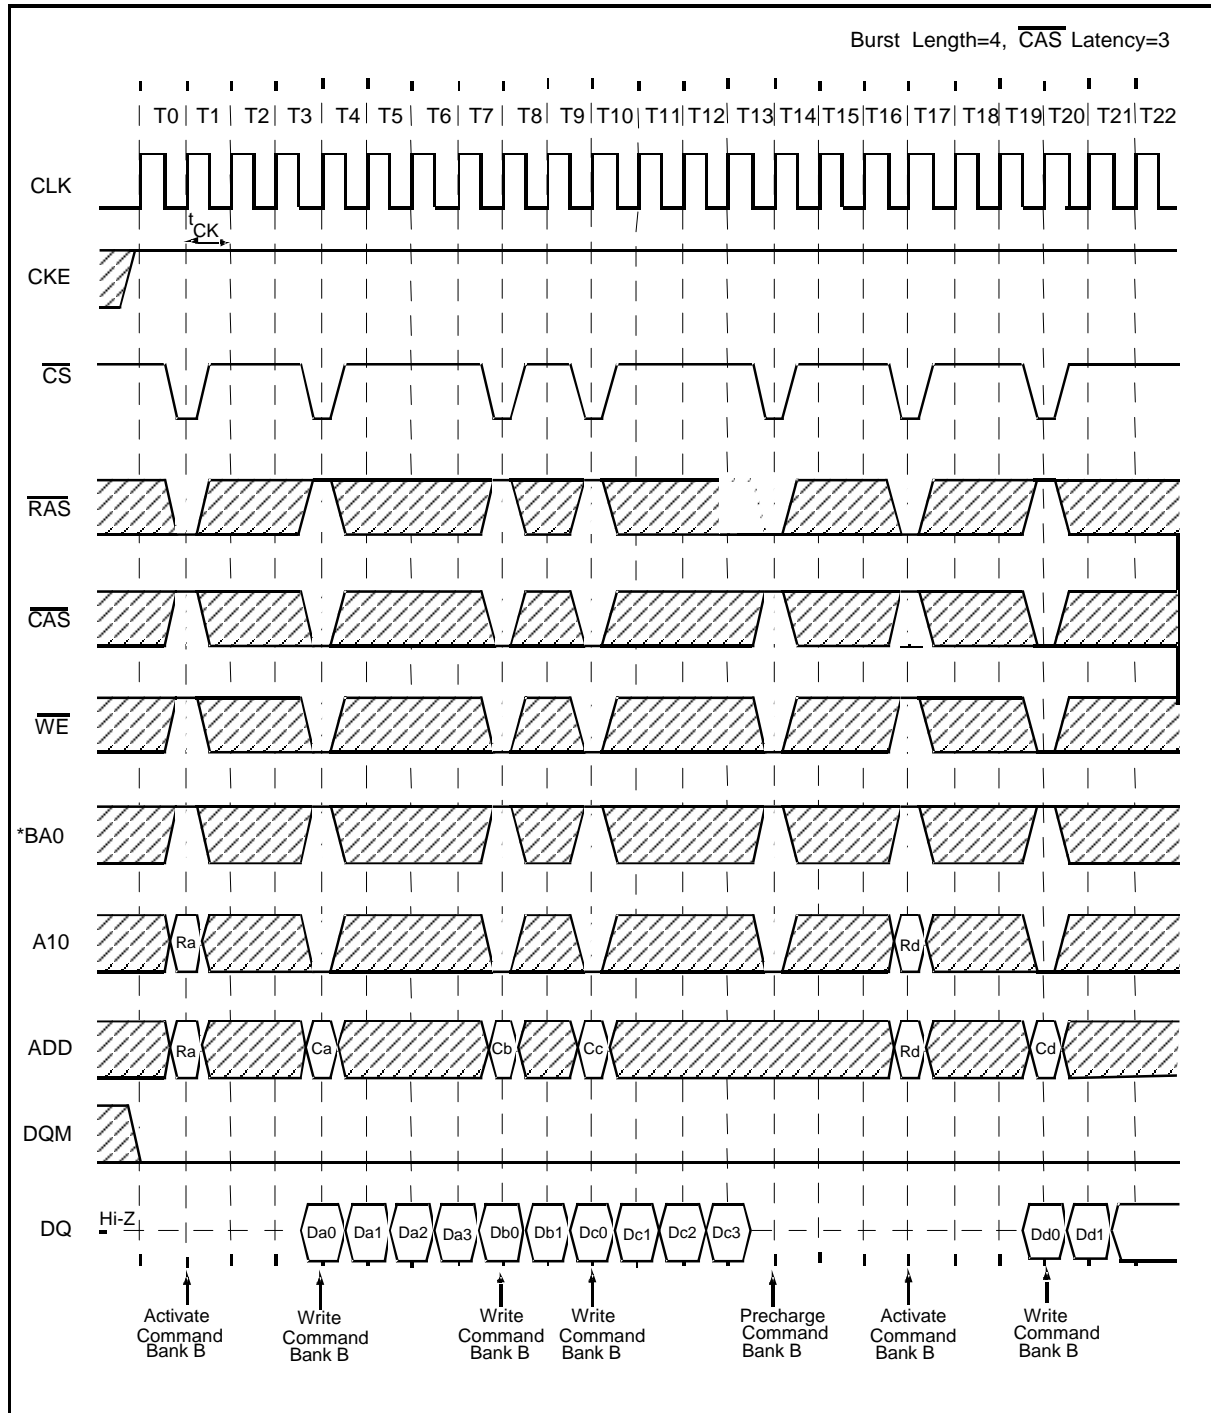 Burst Length=4, CAS Latency=3
T0 T1 T2 T3 T4 T5 T6 T7 T8 T9 T10 T11 T12 T13 T14 T15 T16 T17 T18 T19 T20 T21 T22
CLK
tCK
CKE
CS
RAS
CAS
WE
*BA0
A10 Ra Rd
ADD Ra Ca Cb Cc Rd Cd
DQM
DQ Hi-Z Da0 Da1 Da2 Da3 Db0 Db1 Dc0 Dc1 Dc2 Dc3 Dd0 Dd1
Activate
Command
Bank B
Write
Command
Bank B
Write
Command
Bank B
Write
Command
Bank B
Precharge
Command
Bank B
Activate
Command
Bank B
Write
Command
Bank B